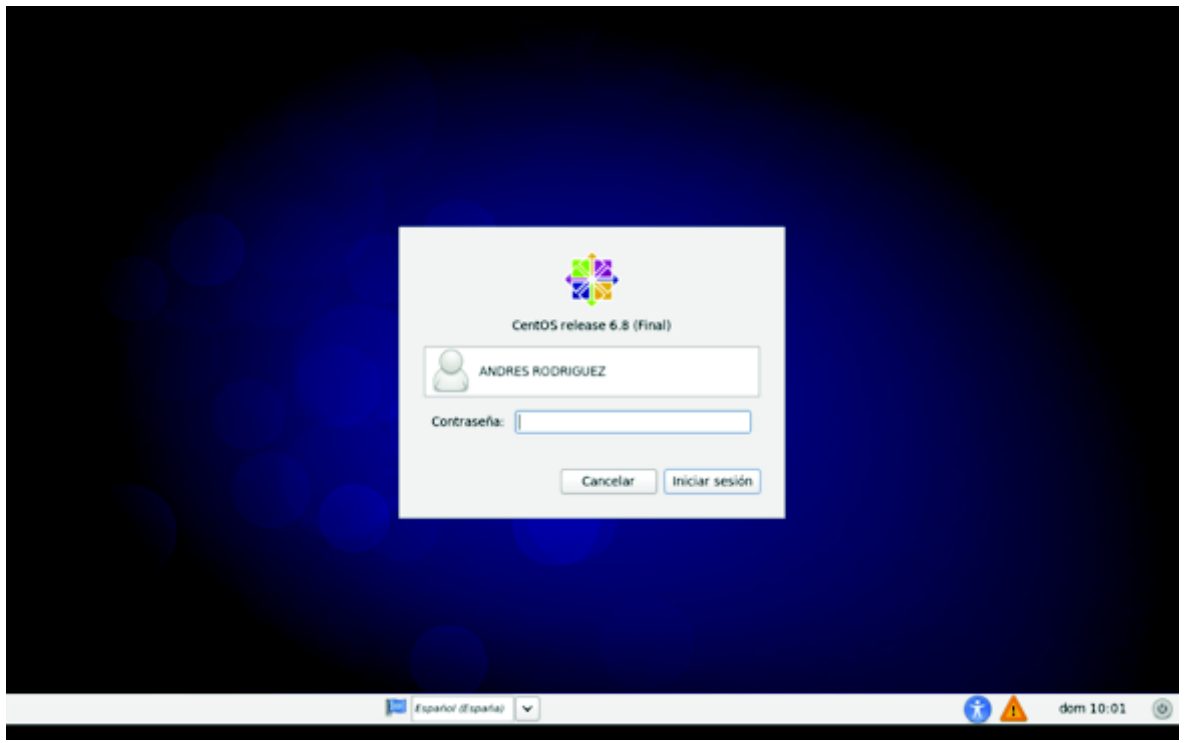 CentOS release 6.8 (Final)
ANDRES RODRIGUEZ
Contraseña:
Cancelar
Iniciar sesión
Español (España)
dom 10:01